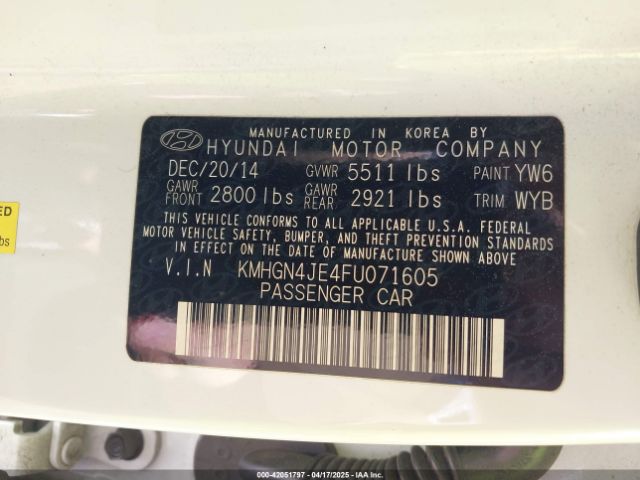 MANUFACTURED IN KOREA BY
HYUNDAI MOTOR COMPANY
DEC/20/14 GVWR 5511 lbs PAINT YW6
GAWR FRONT 2800 lbs GAWR REAR 2921 lbs TRIM WYB
THIS VEHICLE CONFORMS TO ALL APPLICABLE U.S.A. FEDERAL
MOTOR VEHICLE SAFETY, BUMPER, AND THEFT PREVENTION STANDARDS
IN EFFECT ON THE DATE OF MANUFACTURE SHOWN ABOVE
V.I.N KMHGN4JE4FU071605
PASSENGER CAR
ED
lbs
000-42051797 - 04/17/2025 - IAAI, Inc.